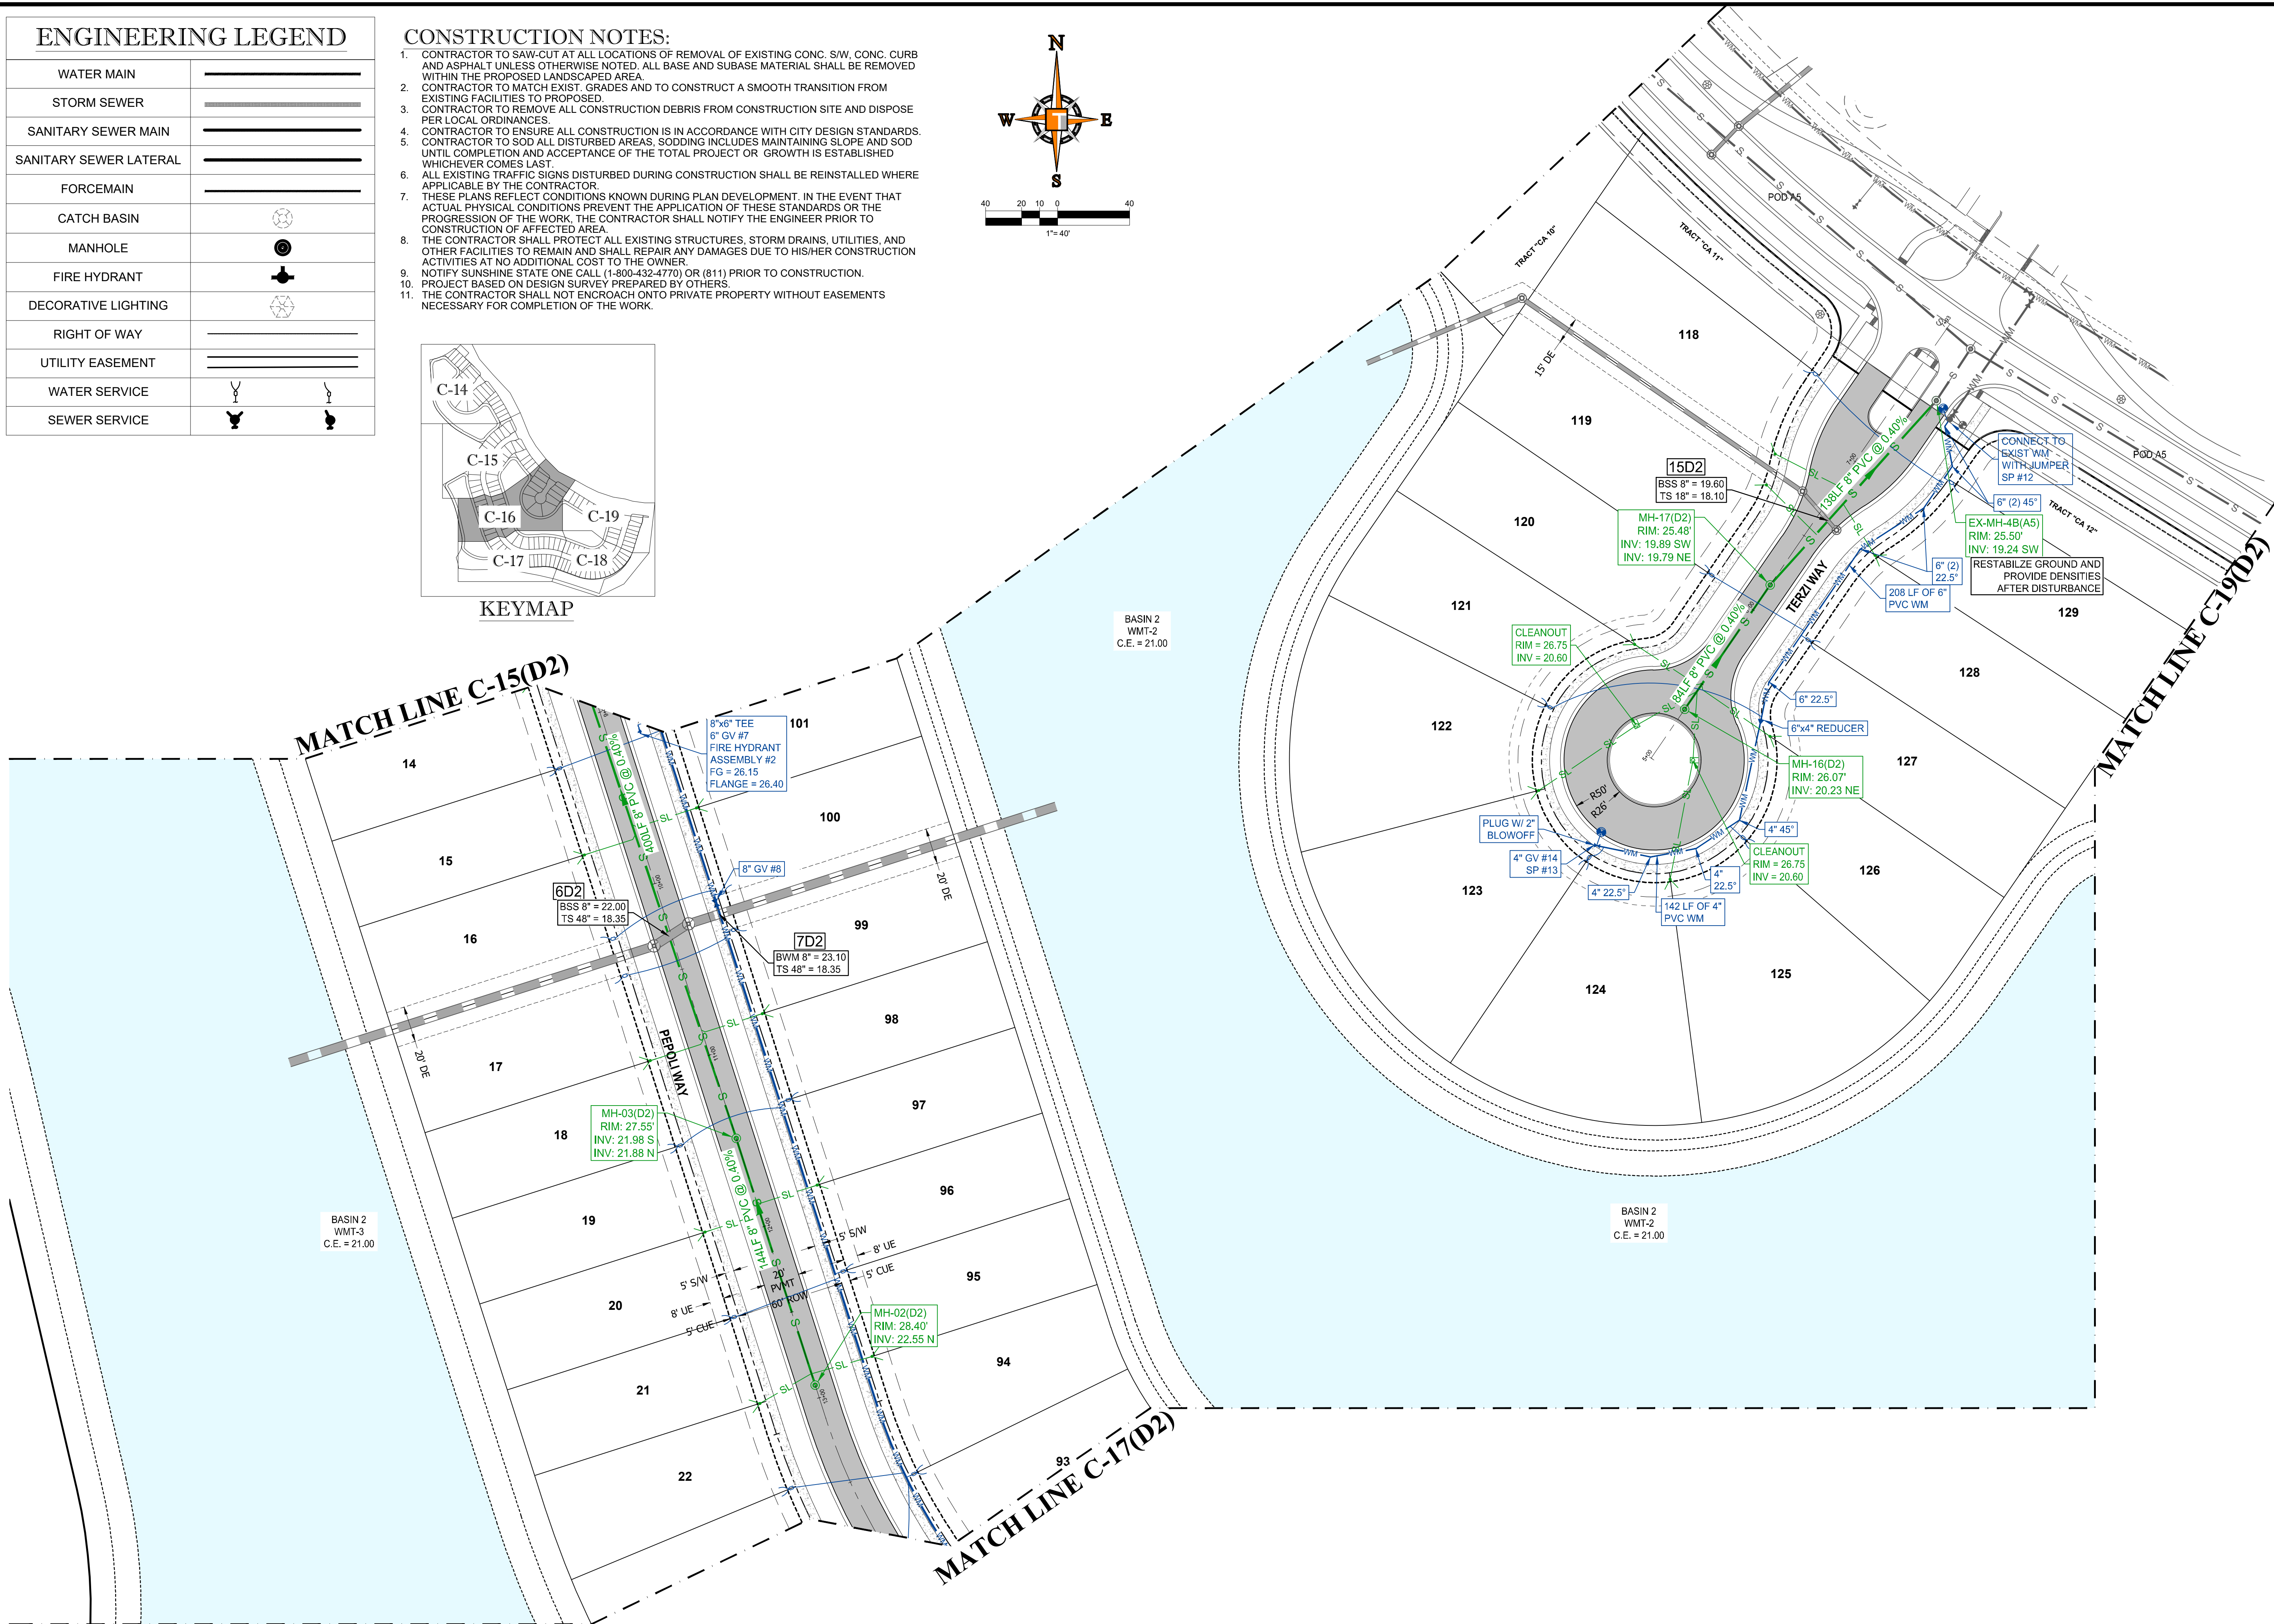 ENGINEERING LEGEND
WATER MAIN
STORM SEWER
SANITARY SEWER MAIN
SANITARY SEWER LATERAL
FORCEMAIN
CATCH BASIN
MANHOLE
FIRE HYDRANT
DECORATIVE LIGHTING
RIGHT OF WAY
UTILITY EASEMENT
WATER SERVICE
SEWER SERVICE
CONSTRUCTION NOTES:
1. CONTRACTOR TO SAW-CUT AT ALL LOCATIONS OF REMOVAL OF EXISTING CONC. S/W, CONC. CURB
AND ASPHALT UNLESS OTHERWISE NOTED. ALL BASE AND SUBASE MATERIAL SHALL BE REMOVED
WITHIN THE PROPOSED LANDSCAPED AREA.
2. CONTRACTOR TO MATCH EXIST. GRADES AND TO CONSTRUCT A SMOOTH TRANSITION FROM
EXISTING FACILITIES TO PROPOSED.
3. CONTRACTOR TO REMOVE ALL CONSTRUCTION DEBRIS FROM CONSTRUCTION SITE AND DISPOSE
PER LOCAL ORDINANCES.
4. CONTRACTOR TO ENSURE ALL CONSTRUCTION IS IN ACCORDANCE WITH CITY DESIGN STANDARDS.
5. CONTRACTOR TO SOD ALL DISTURBED AREAS, SODDING INCLUDES MAINTAINING SLOPE AND SOD
UNTIL COMPLETION AND ACCEPTANCE OF THE TOTAL PROJECT OR GROWTH IS ESTABLISHED
WHICHEVER COMES LAST.
6. ALL EXISTING TRAFFIC SIGNS DISTURBED DURING CONSTRUCTION SHALL BE REINSTALLED WHERE
APPLICABLE BY THE CONTRACTOR.
7. THESE PLANS REFLECT CONDITIONS KNOWN DURING PLAN DEVELOPMENT. IN THE EVENT THAT
ACTUAL PHYSICAL CONDITIONS PREVENT THE APPLICATION OF THESE STANDARDS OR THE
PROGRESSION OF THE WORK, THE CONTRACTOR SHALL NOTIFY THE ENGINEER PRIOR TO
CONSTRUCTION OF AFFECTED AREA.
8. THE CONTRACTOR SHALL PROTECT ALL EXISTING STRUCTURES, STORM DRAINS, UTILITIES, AND
OTHER FACILITIES TO REMAIN AND SHALL REPAIR ANY DAMAGES DUE TO HIS/HER CONSTRUCTION
ACTIVITIES AT NO ADDITIONAL COST TO THE OWNER.
9. NOTIFY SUNSHINE STATE ONE CALL (1-800-432-4770) OR (811) PRIOR TO CONSTRUCTION.
10. PROJECT BASED ON DESIGN SURVEY PREPARED BY OTHERS.
11. THE CONTRACTOR SHALL NOT ENCROACH ONTO PRIVATE PROPERTY WITHOUT EASEMENTS
NECESSARY FOR COMPLETION OF THE WORK.
N
W T E
S
40 20 10 0 40
1"= 40'
C-14
C-15
C-16
C-19
C-17
C-18
KEYMAP
MATCH LINE C-15(D2)
14
15
16
17
18
19
20
21
22
101
100
99
98
97
96
95
94
93
8"x6" TEE
6" GV #7
FIRE HYDRANT
ASSEMBLY #2
FG = 26.15
FLANGE = 26.40
400LF 8" PVC @ 0.40%
8" GV #8
6D2
BSS 8" = 22.00
TS 48" = 18.35
7D2
BWM 8" = 23.10
TS 48" = 18.35
20' DE
20' DE
PEPOLI WAY
10+00
11+00
12+00
13+00
MH-03(D2)
RIM: 27.55'
INV: 21.98 S
INV: 21.88 N
144LF 8" PVC @ 0.40%
5' S/W
8' UE
5' CUE
5' S/W
8' UE
5' CUE
20'
PVMT
60' ROW
MH-02(D2)
RIM: 28.40'
INV: 22.55 N
BASIN 2
WMT-3
C.E. = 21.00
MATCH LINE C-17(D2)
BASIN 2
WMT-2
C.E. = 21.00
BASIN 2
WMT-2
C.E. = 21.00
TRACT "CA 10"
TRACT "CA 11"
TRACT "CA 12"
POD A5
POD A5
15' DE
118
119
120
121
122
123
124
125
126
127
128
129
15D2
BSS 8" = 19.60
TS 18" = 18.10
MH-17(D2)
RIM: 25.48'
INV: 19.89 SW
INV: 19.79 NE
138LF 8" PVC @ 0.40%
84LF 8" PVC @ 0.40%
TERZI WAY
CONNECT TO
EXIST WM
WITH JUMPER
SP #12
6" (2) 45°
EX-MH-4B(A5)
RIM: 25.50'
INV: 19.24 SW
RESTABILZE GROUND AND
PROVIDE DENSITIES
AFTER DISTURBANCE
6" (2)
22.5°
208 LF OF 6"
PVC WM
CLEANOUT
RIM = 26.75
INV = 20.60
6" 22.5°
6"x4" REDUCER
MH-16(D2)
RIM: 26.07'
INV: 20.23 NE
5+00
R50'
R26'
PLUG W/ 2"
BLOWOFF
4" GV #14
SP #13
4" 22.5°
142 LF OF 4"
PVC WM
4"
22.5°
4" 45°
CLEANOUT
RIM = 26.75
INV = 20.60
MATCH LINE C-19(D2)